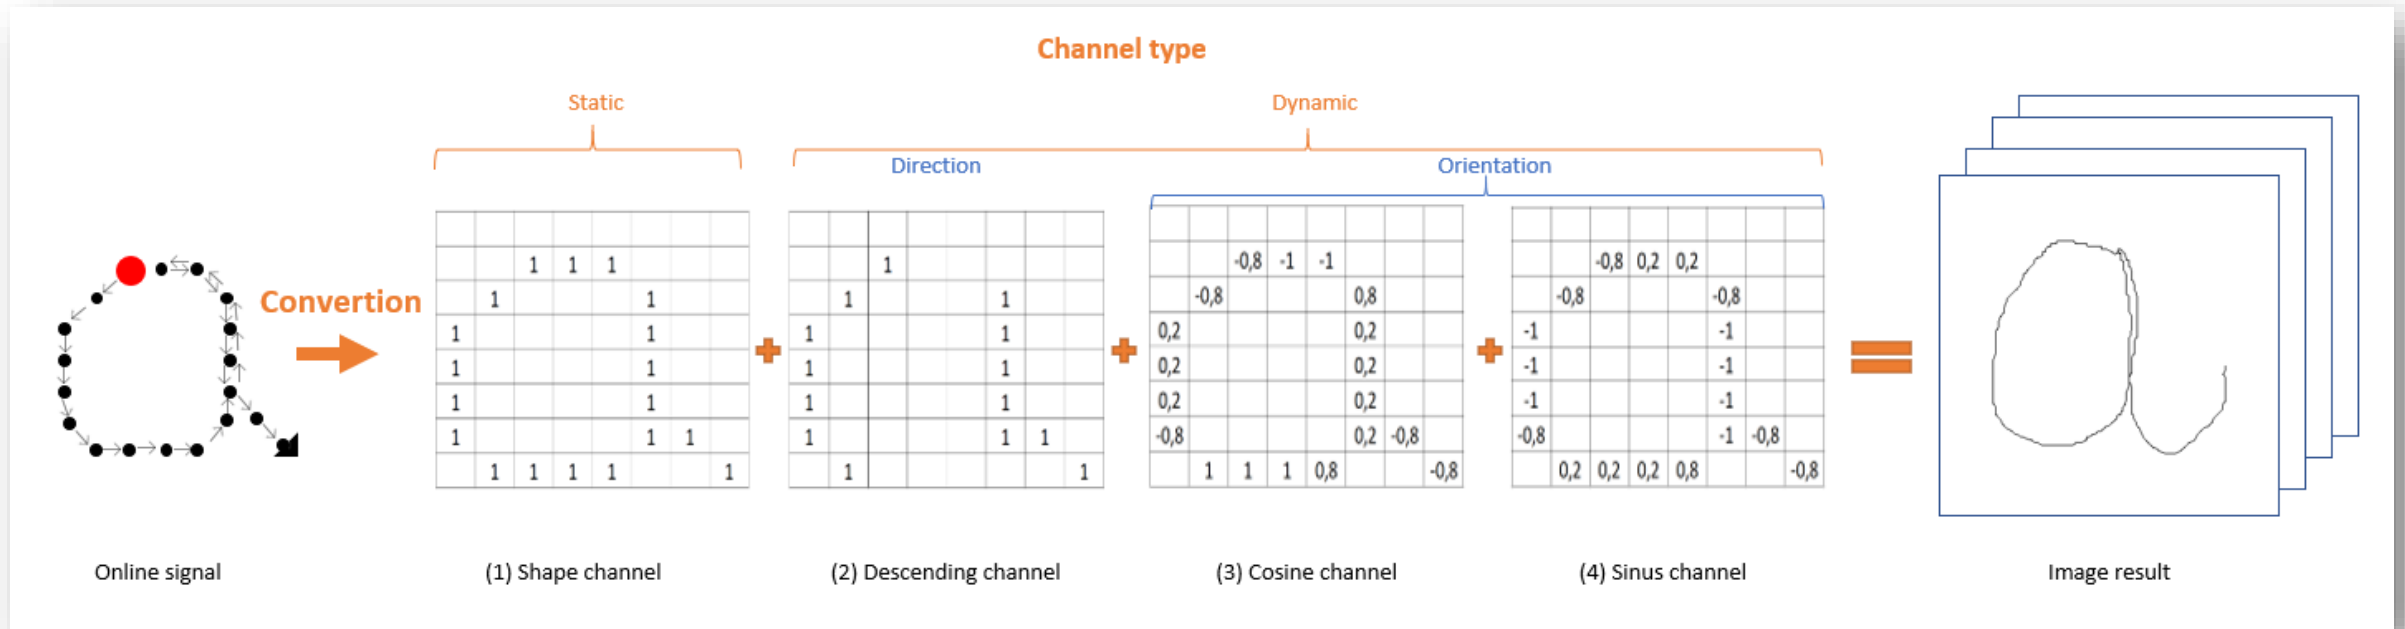 Channel type
Static
Dynamic
Direction
Orientation
Convertion
1 1 1
1 1
1 1
1 1
1 1
1 1 1
1 1 1 1 1
1
1 1
1 1
1 1
1 1
1 1 1
1 1
-0,8 -1 -1
-0,8 0,8
0,2 0,2
0,2 0,2
0,2 0,2
-0,8 0,2 -0,8
1 1 1 0,8 -0,8
-0,8 0,2 0,2
-0,8 -0,8
-1 -1
-1 -1
-1 -1
-0,8 -1 -0,8
0,2 0,2 0,2 0,8 -0,8
Online signal
(1) Shape channel
(2) Descending channel
(3) Cosine channel
(4) Sinus channel
Image result